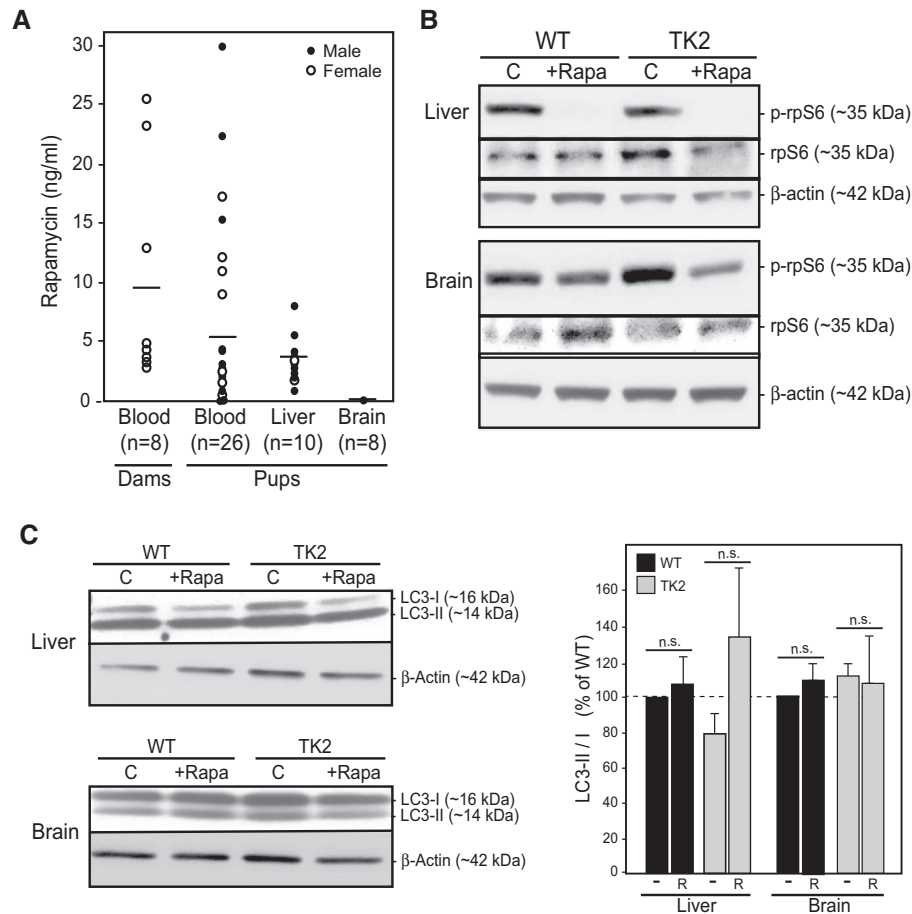 A
30
25
20
15
10
5
0
Rapamycin (ng/ml)
Male
Female
Blood Blood Liver Brain
(n=8) (n=26) (n=10) (n=8)
Dams Pups
B
WT TK2
C +Rapa C +Rapa
Liver
p-rpS6 (~35 kDa)
rpS6 (~35 kDa)
β-actin (~42 kDa)
Brain
p-rpS6 (~35 kDa)
rpS6 (~35 kDa)
β-actin (~42 kDa)
C
WT TK2
C +Rapa C +Rapa
Liver
LC3-I (~16 kDa)
LC3-II (~14 kDa)
β-Actin (~42 kDa)
WT TK2
C +Rapa C +Rapa
Brain
LC3-I (~16 kDa)
LC3-II (~14 kDa)
β-Actin (~42 kDa)
WT
TK2
160
140
120
100
80
60
40
20
0
LC3-II / I (% of WT)
n.s.
n.s.
n.s.
n.s.
- R - R - R - R
Liver Brain